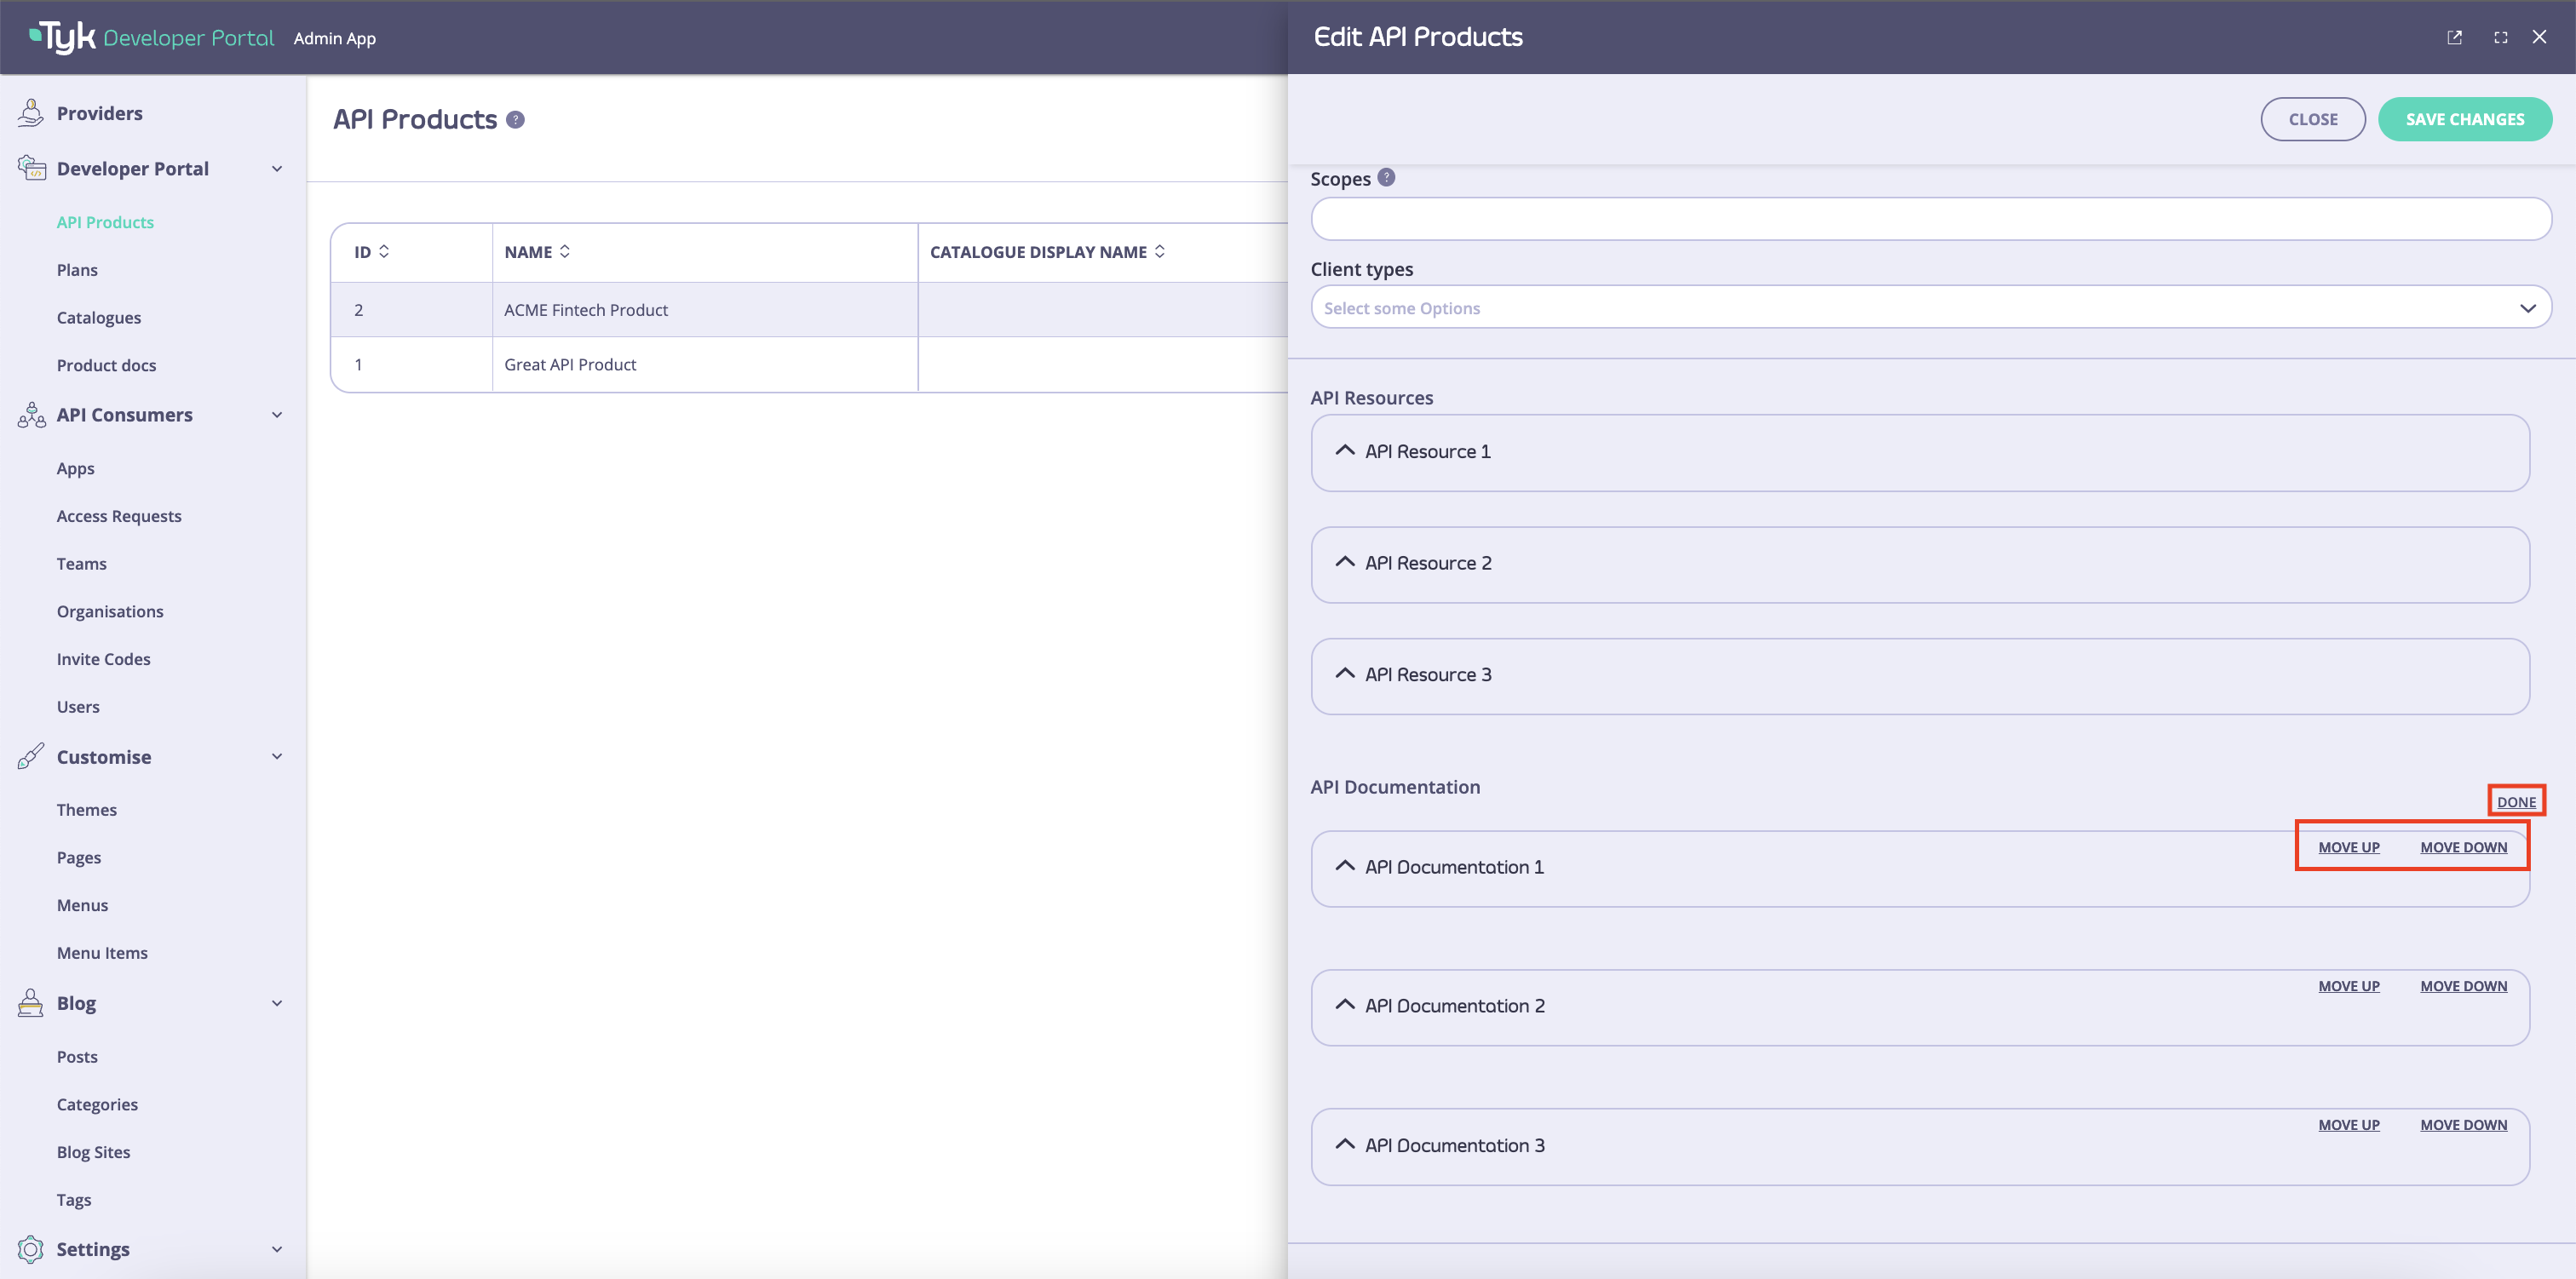 Tyk Developer Portal Admin App
Providers
Developer Portal
API Products
Plans
Catalogues
Product docs
API Consumers
Apps
Access Requests
Teams
Organisations
Invite Codes
Users
Customise
Themes
Pages
Menus
Menu Items
Blog
Posts
Categories
Blog Sites
Tags
Settings
API Products ?
ID NAME CATALOGUE DISPLAY NAME
2 ACME Fintech Product
1 Great API Product
Edit API Products
CLOSE SAVE CHANGES
Scopes ?
Client types
Select some Options
API Resources
API Resource 1
API Resource 2
API Resource 3
API Documentation
DONE
MOVE UP MOVE DOWN
API Documentation 1
MOVE UP MOVE DOWN
API Documentation 2
MOVE UP MOVE DOWN
API Documentation 3